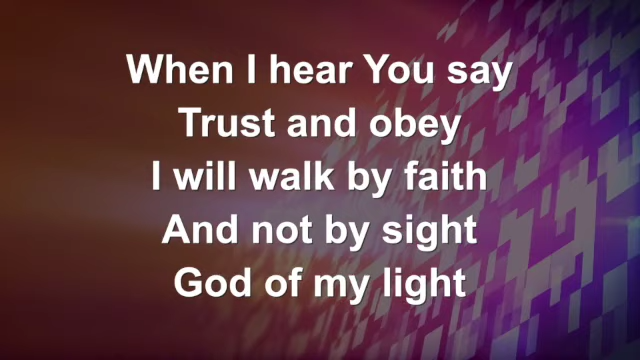 When I hear You say
Trust and obey
I will walk by faith
And not by sight
God of my light